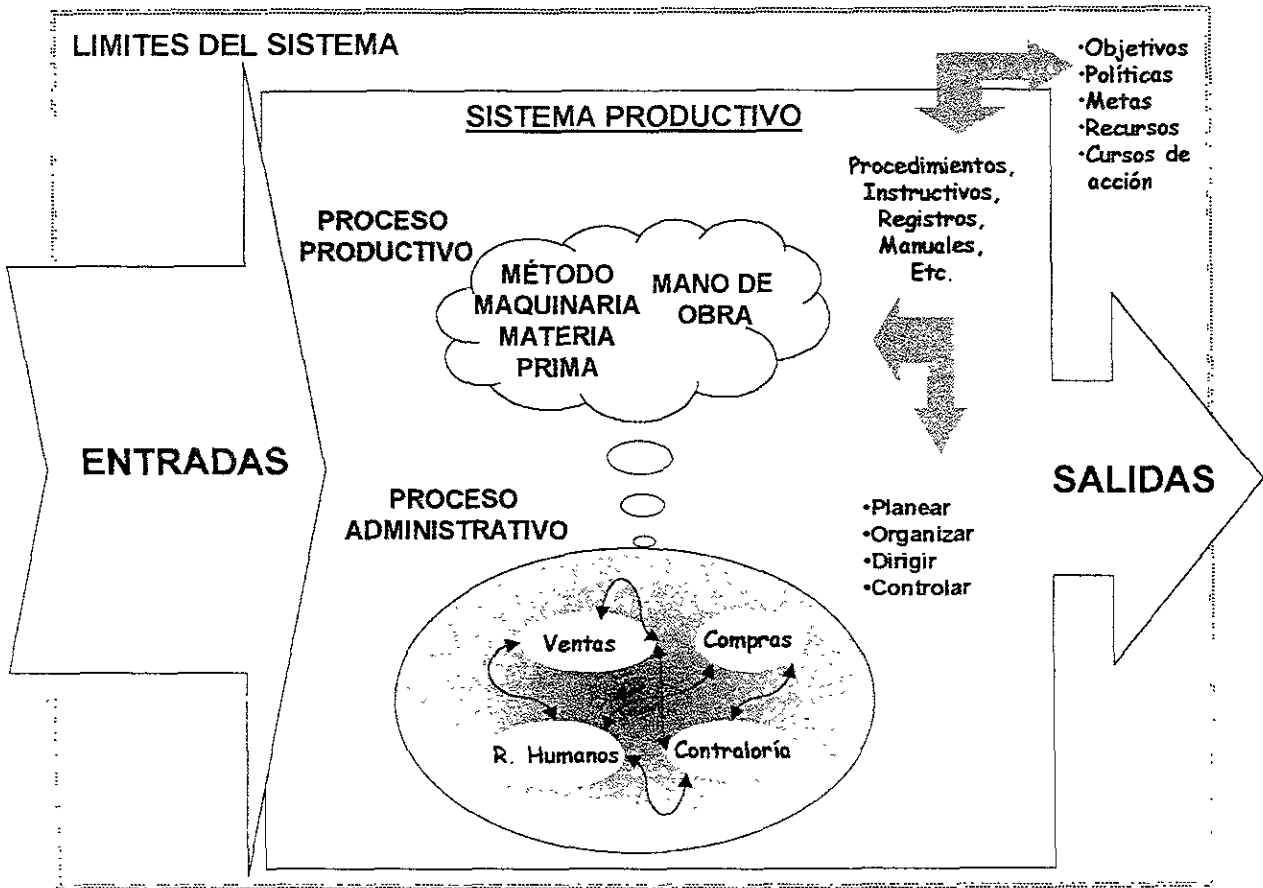 LIMITES DEL SISTEMA
•Objetivos
•Políticas
•Metas
•Recursos
•Cursos de
acción
SISTEMA PRODUCTIVO
Procedimientos,
Instructivos,
Registros,
Manuales,
Etc.
PROCESO
PRODUCTIVO
MÉTODO
MAQUINARIA
MATERIA
PRIMA
MANO DE
OBRA
ENTRADAS
SALIDAS
PROCESO
ADMINISTRATIVO
•Planear
•Organizar
•Dirigir
•Controlar
Ventas
Compras
R. Humanos
Contraloría